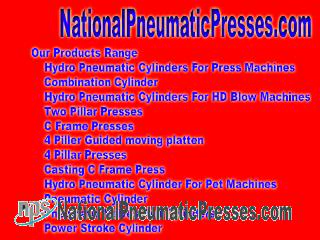 NationalPneumaticPresses.com
Our Products Range
Hydro Pneumatic Cylinders For Press Machines
Combination Cylinder
Hydro Pneumatic Cylinders For HD Blow Machines
Two Pillar Presses
C Frame Presses
4 Piller Guided moving platten
4 Pillar Presses
Casting C Frame Press
Hydro Pneumatic Cylinder For Pet Machines
Pneumatic Cylinder
NationalPneumaticPresses.com
Power Stroke Cylinder